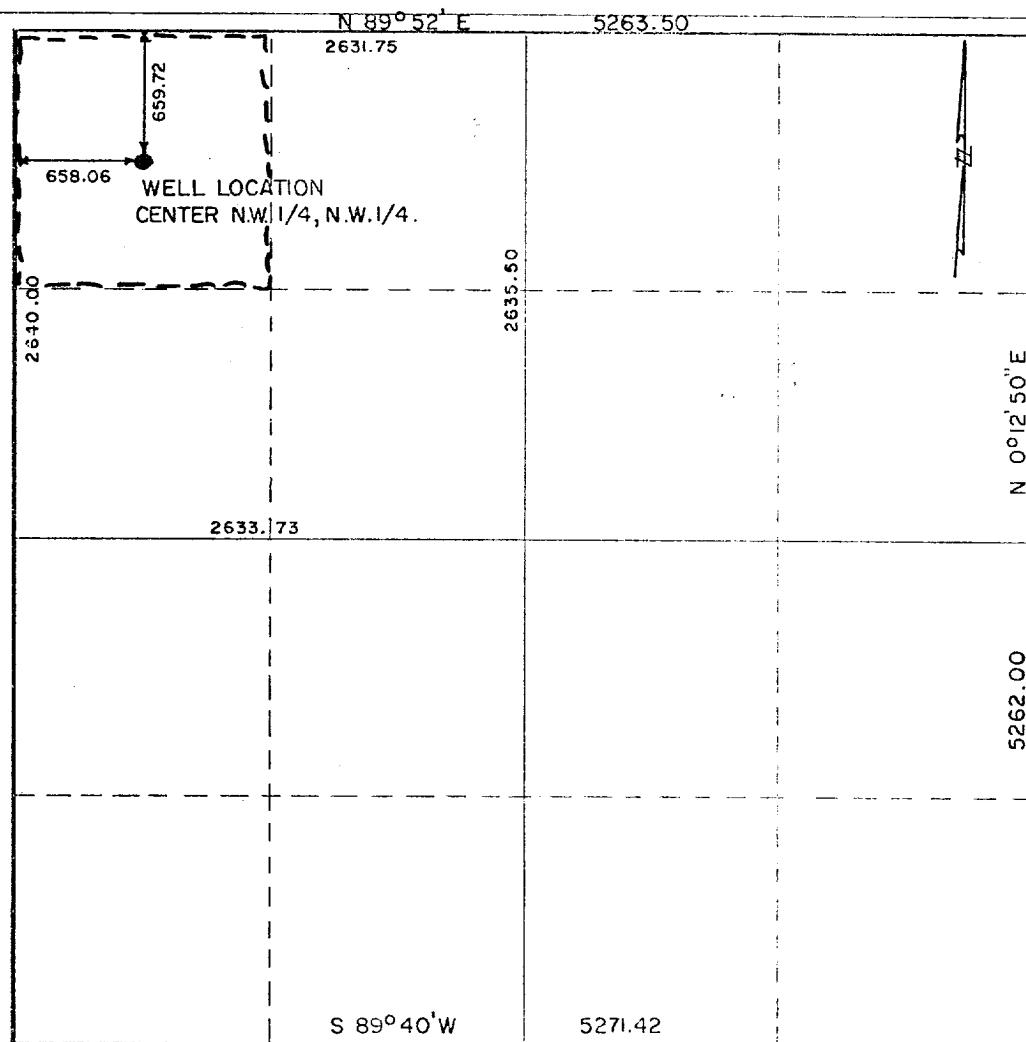 N 89° 52' E 5263.50
2631.75
659.72
658.06
WELL LOCATION
CENTER N.W. 1/4, N.W. 1/4.
2640.00
2635.50
N 0° 12' 50" E
2633.73
5262.00
S 89° 40' W 5271.42